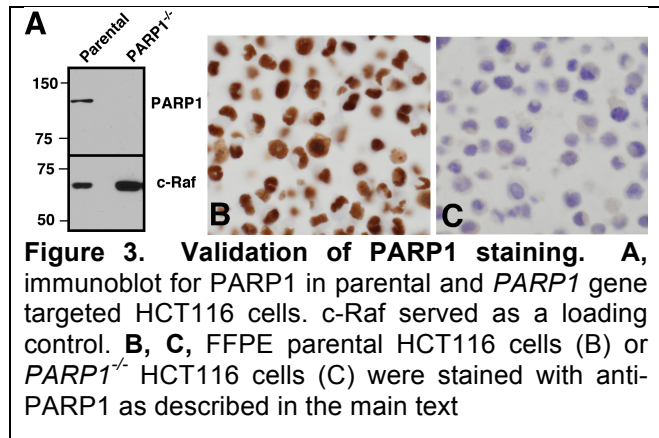 A
Parental PARP1-/-
150
PARP1
75
75
c-Raf
50
B C
Figure 3. Validation of PARP1 staining. A,
immunoblot for PARP1 in parental and PARP1 gene
targeted HCT116 cells. c-Raf served as a loading
control. B, C, FFPE parental HCT116 cells (B) or
PARP1-/- HCT116 cells (C) were stained with anti-
PARP1 as described in the main text